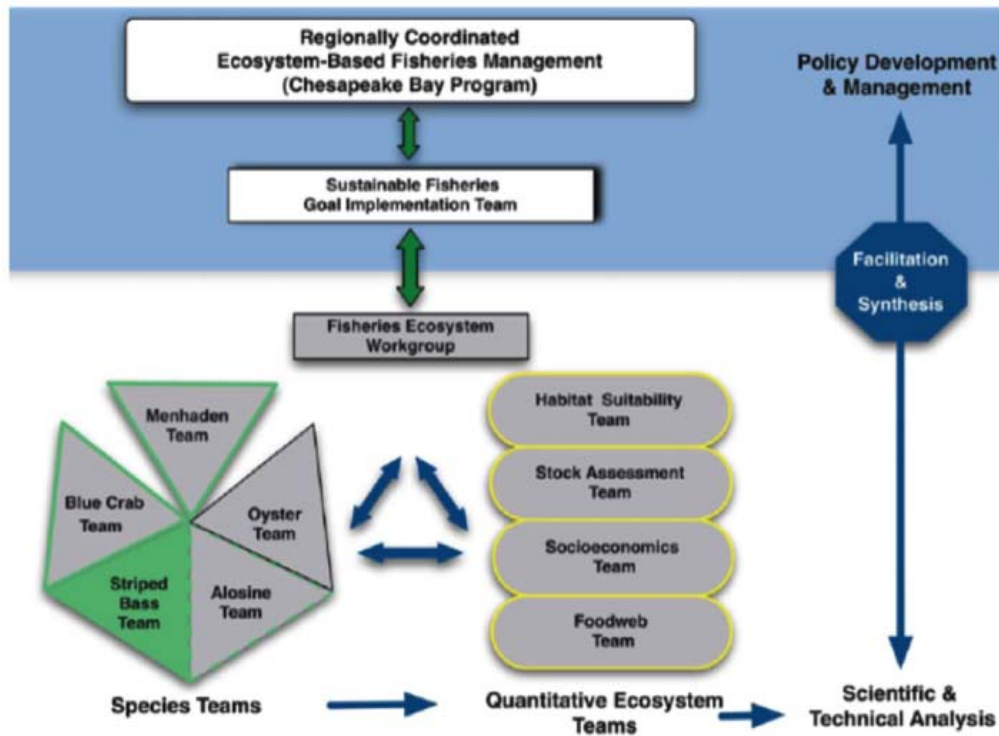 Regionally Coordinated
Ecosystem-Based Fisheries Management
(Chesapeake Bay Program)
Policy Development
& Management
Sustainable Fisheries
Goal Implementation Team
Facilitation
&
Synthesis
Fisheries Ecosystem
Workgroup
Menhaden
Team
Blue Crab
Team
Oyster
Team
Striped
Bass
Team
Alosine
Team
Habitat Suitability
Team
Stock Assessment
Team
Socioeconomics
Team
Foodweb
Team
Species Teams
Quantitative Ecosystem
Teams
Scientific &
Technical Analysis